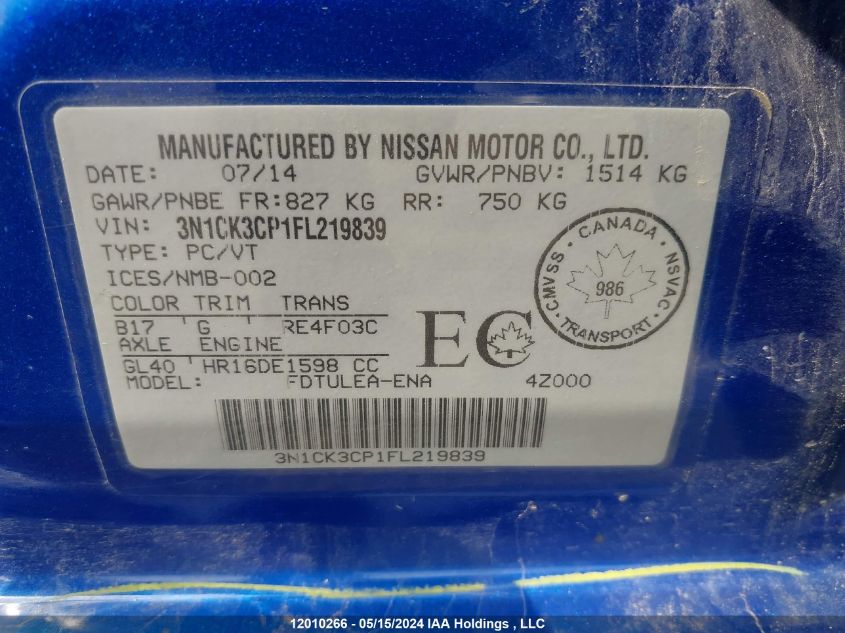 MANUFACTURED BY NISSAN MOTOR CO., LTD.
DATE: 07/14 GVWR/PNBV: 1514 KG
GAWR/PNBE FR:827 KG RR: 750 KG
VIN: 3N1CK3CP1FL219839
TYPE: PC/VT
ICES/NMB-002
COLOR TRIM TRANS
B17 G RE4F03C
AXLE ENGINE
GL40 HR16DE1598 CC
MODEL: FDTULEA-ENA 4Z000
EC
CANADA
CMVSS NSVAC
986
TRANSPORT
3N1CK3CP1FL219839
12010266 - 05/15/2024 IAA Holdings , LLC